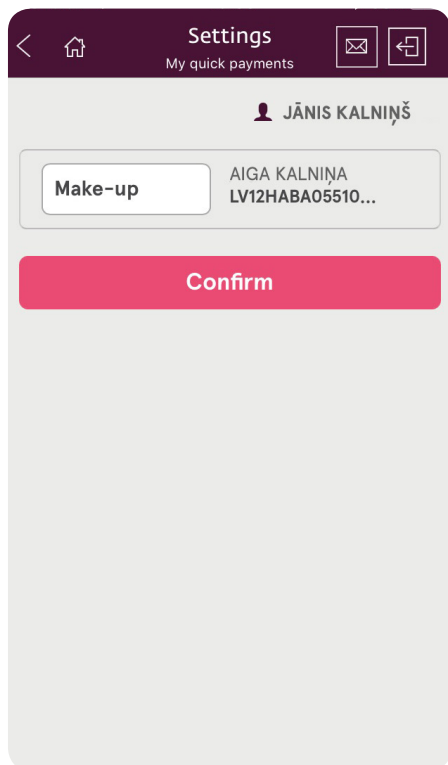 Settings
My quick payments
JĀNIS KALNIŅŠ
Make-up
AIGA KALNIŅA
LV12HABA05510...
Confirm